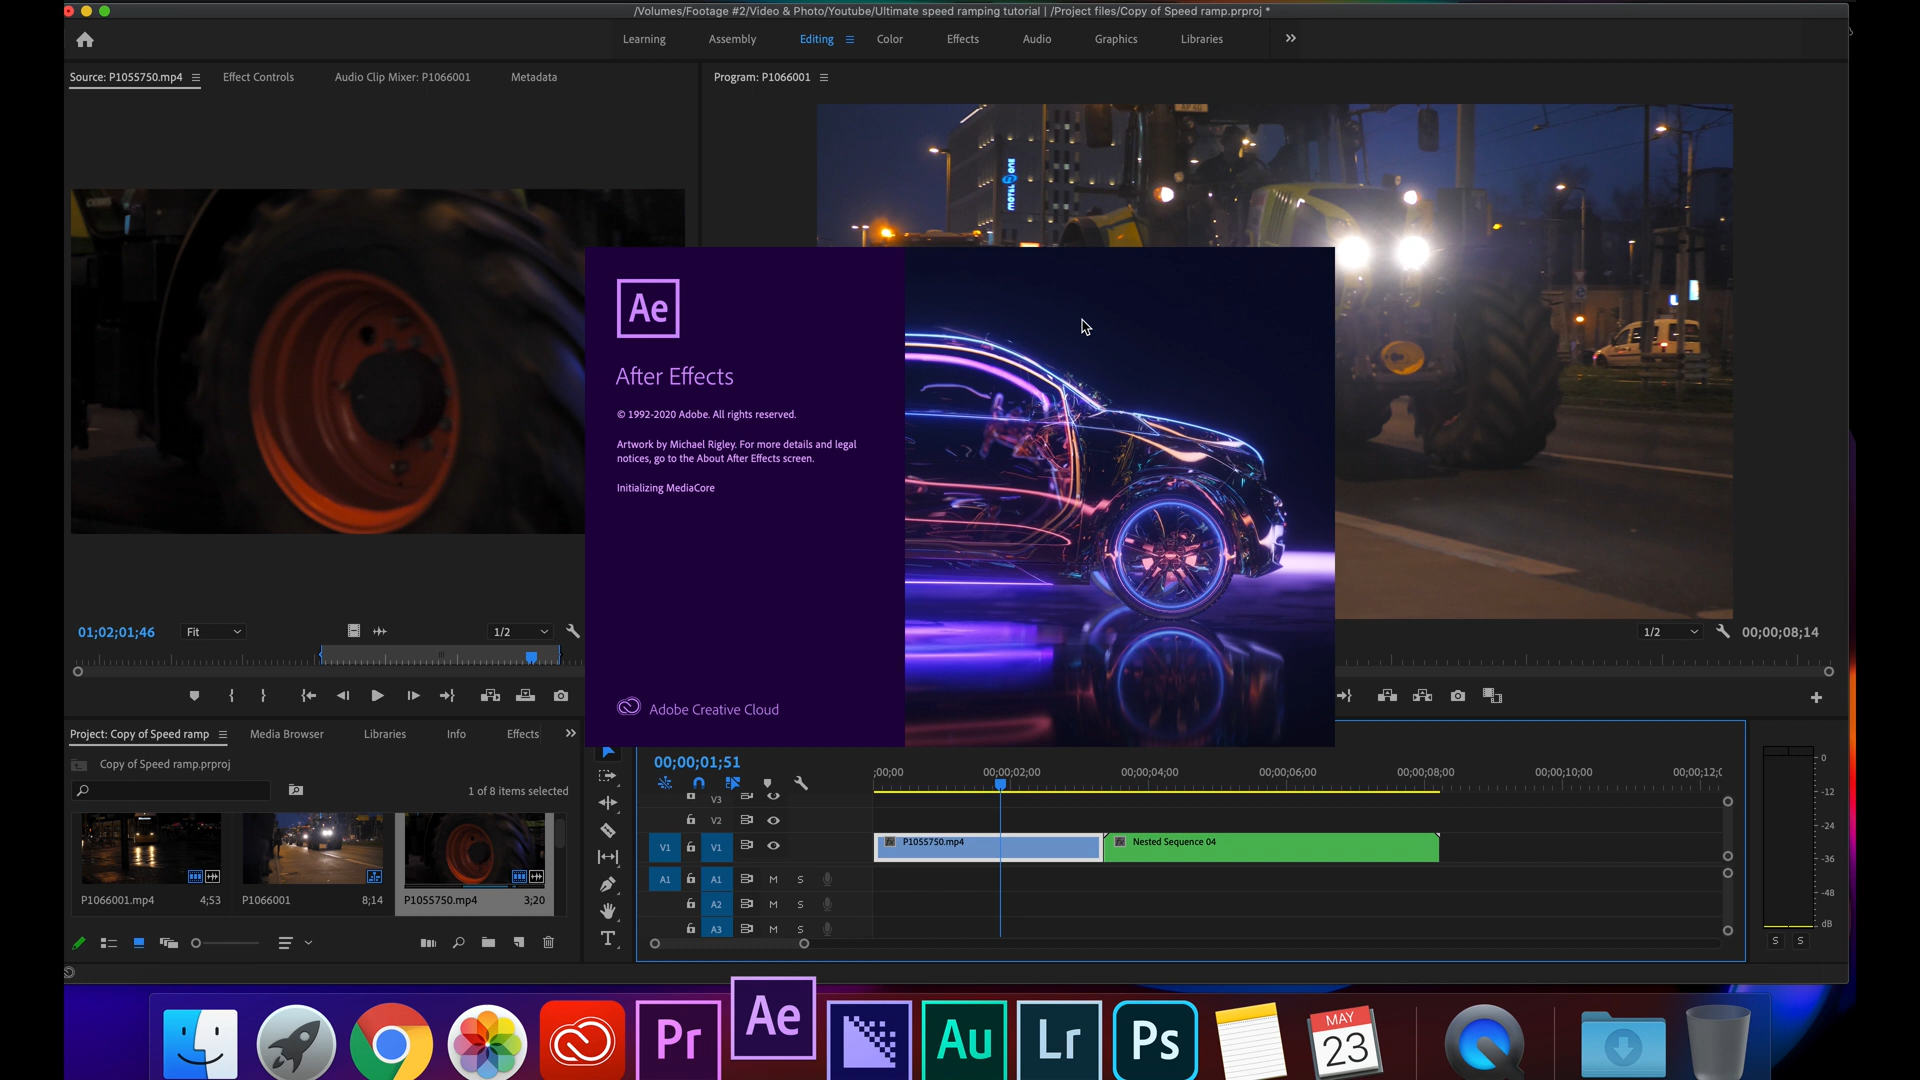 /Volumes/Footage #2/Video & Photo/Youtube/Ultimate speed ramping tutorial | /Project files/Copy of Speed ramp.prproj *
Learning Assembly Editing Color Effects Audio Graphics Libraries
Source: P1055750.mp4 Effect Controls Audio Clip Mixer: P1066001 Metadata
Program: P1066001
MOTEL ONE
Ae
After Effects
© 1992-2020 Adobe. All rights reserved.
Artwork by Michael Rigley. For more details and legal
notices, go to the About After Effects screen.
Initializing MediaCore
Adobe Creative Cloud
01;02;01;46 Fit 1/2
1/2 00;00;08;14
Project: Copy of Speed ramp Media Browser Libraries Info Effects
Copy of Speed ramp.prproj
1 of 8 items selected
P1066001.mp4 4;53
P1066001 8;14
P1055750.mp4 3;20
00;00;01;51
;00;00 00;00;02;00 00;00;04;00 00;00;06;00 00;00;08;00 00;00;10;00 00;00;12;0
V3
V2
V1 V1 P1055750.mp4 Nested Sequence 04
A1 A1 M S
A2 M S
A3 M S
0
-12
-24
-36
-48
dB
S S
Pr Ae Au Lr Ps
MAY
23